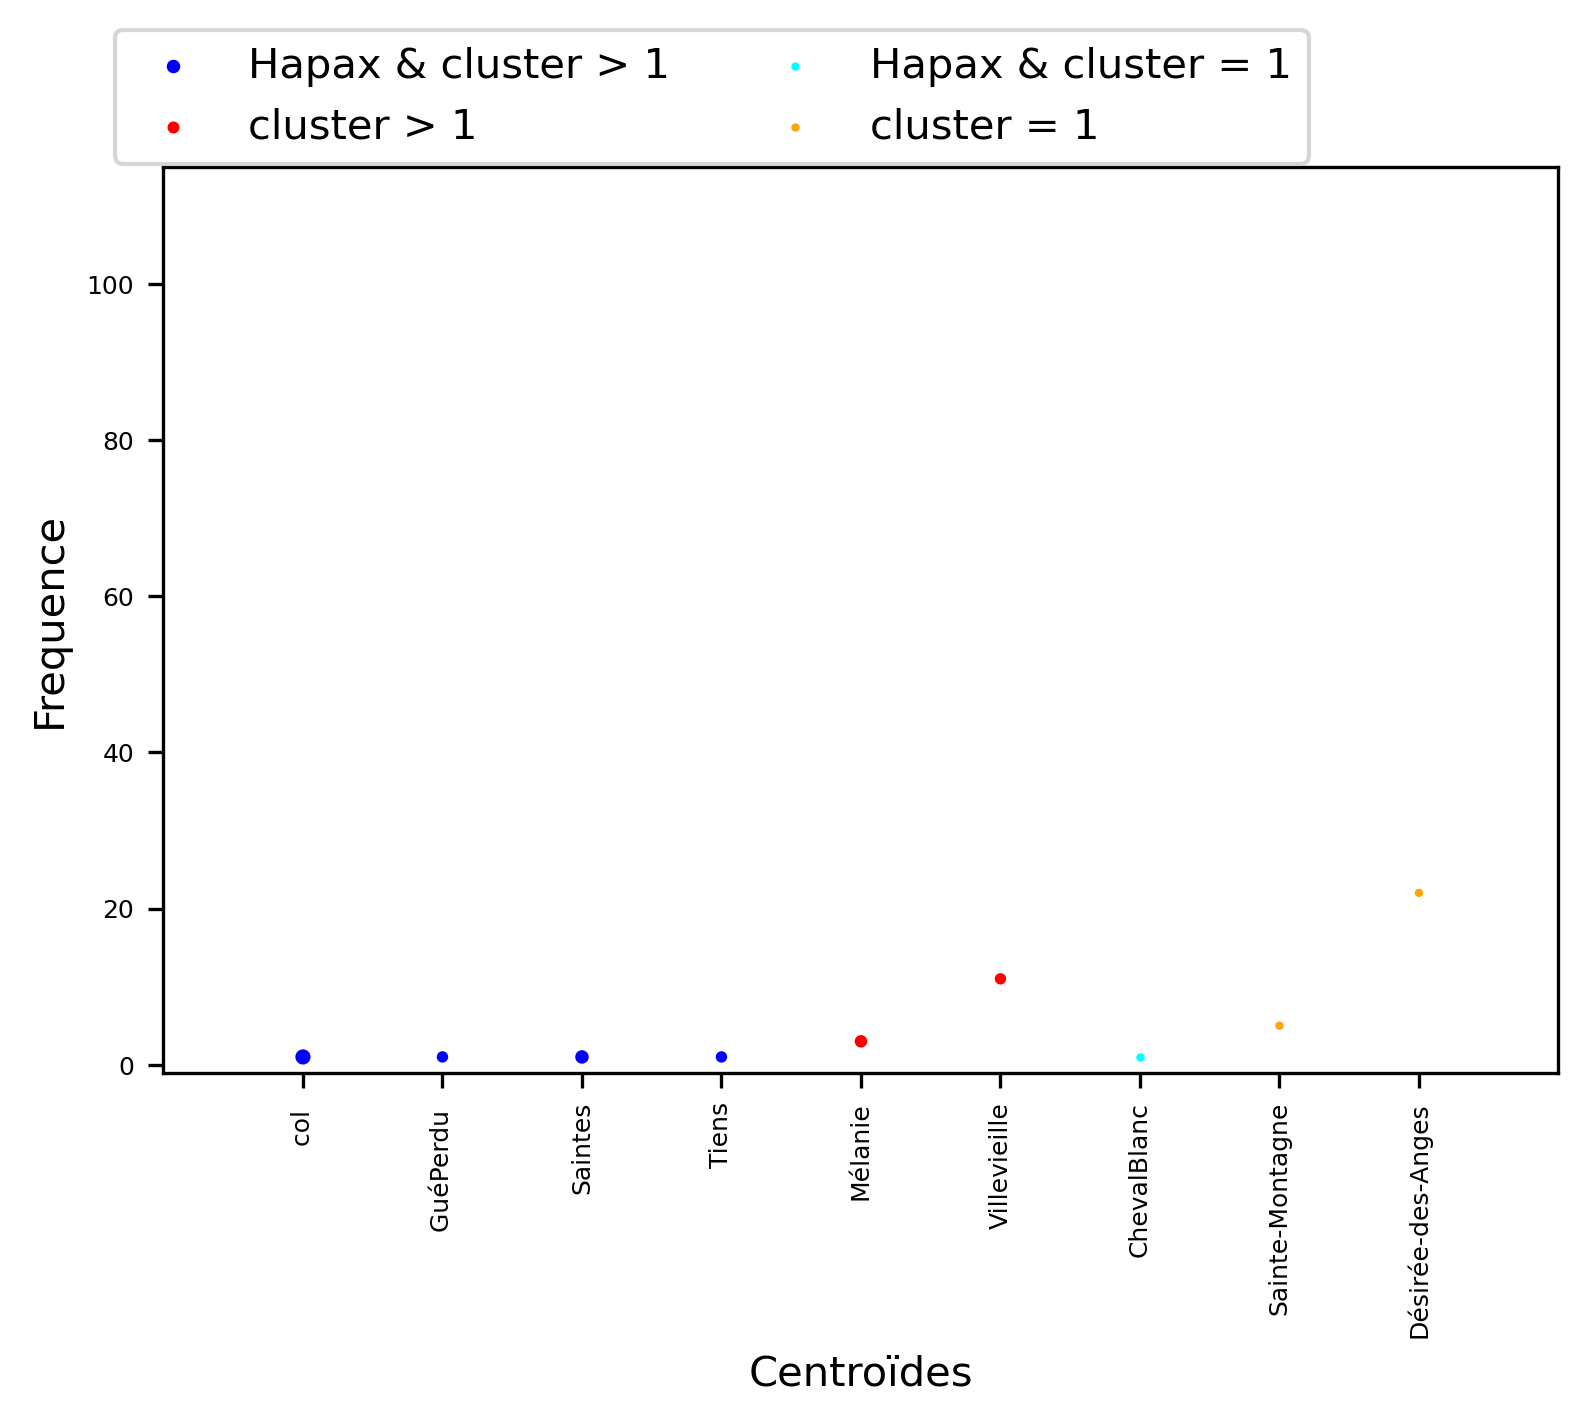 Hapax & cluster > 1
Hapax & cluster = 1
cluster > 1
cluster = 1
100
80
60
40
20
0
Frequence
col
GuéPerdu
Saintes
Tiens
Mélanie
Villevieille
ChevalBlanc
Sainte-Montagne
Désirée-des-Anges
Centroïdes